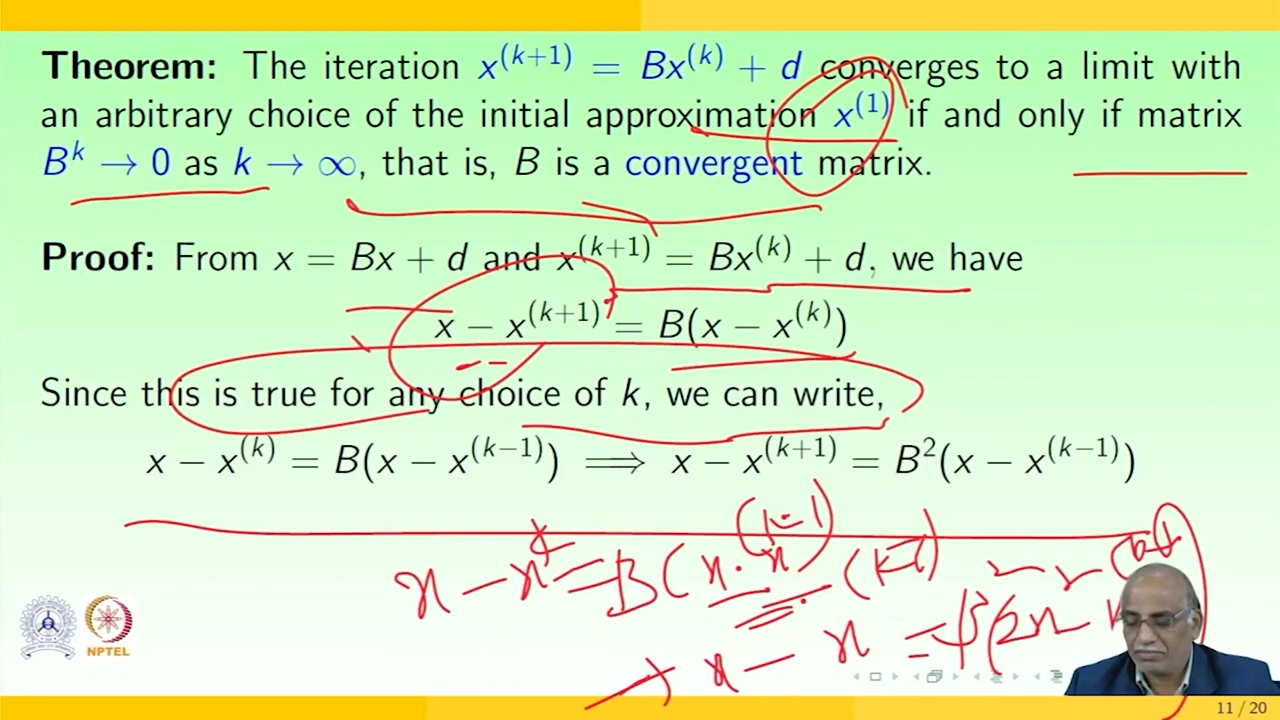 Theorem: The iteration x^(k+1) = Bx^(k) + d converges to a limit with
an arbitrary choice of the initial approximation x^(1) if and only if matrix
B^k → 0 as k → ∞, that is, B is a convergent matrix.
Proof: From x = Bx + d and x^(k+1) = Bx^(k) + d, we have
x − x^(k+1) = B(x − x^(k))
Since this is true for any choice of k, we can write,
x − x^(k) = B(x − x^(k−1)) ⟹ x − x^(k+1) = B²(x − x^(k−1))
NPTEL
11 / 20